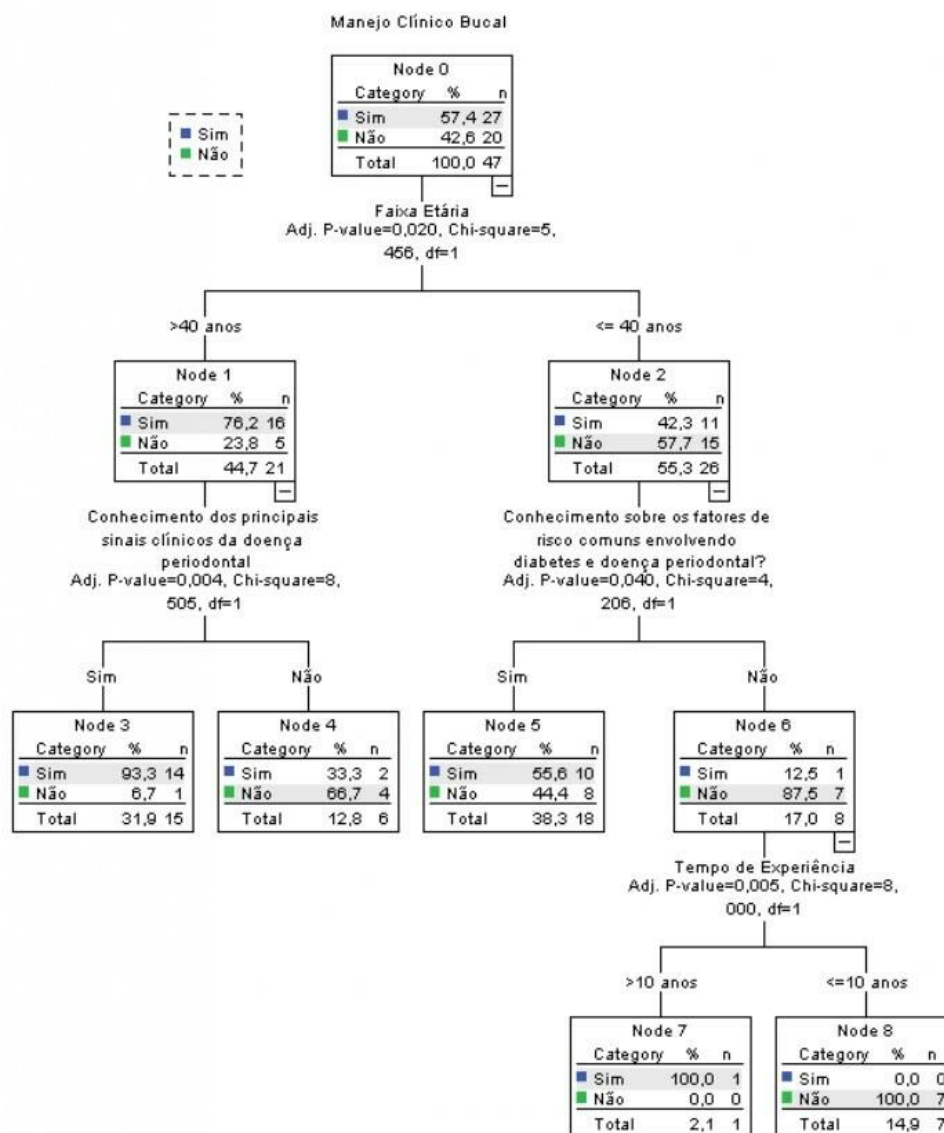 Manejo Clínico Bucal
Node 0
Category % n
Sim 57,4 27
Não 42,6 20
Total 100,0 47
Sim
Não
Faixa Etária
Adj. P-value=0,020, Chi-square=5,
456, df=1
>40 anos
<= 40 anos
Node 1
Category % n
Sim 76,2 16
Não 23,8 5
Total 44,7 21
Node 2
Category % n
Sim 42,3 11
Não 57,7 15
Total 55,3 26
Conhecimento dos principais
sinais clínicos da doença
periodontal
Adj. P-value=0,004, Chi-square=8,
505, df=1
Conhecimento sobre os fatores de
risco comuns envolvendo
diabetes e doença periodontal?
Adj. P-value=0,040, Chi-square=4,
206, df=1
Sim
Não
Sim
Não
Node 3
Category % n
Sim 93,3 14
Não 6,7 1
Total 31,9 15
Node 4
Category % n
Sim 33,3 2
Não 66,7 4
Total 12,8 6
Node 5
Category % n
Sim 55,6 10
Não 44,4 8
Total 38,3 18
Node 6
Category % n
Sim 12,5 1
Não 87,5 7
Total 17,0 8
Tempo de Experiência
Adj. P-value=0,005, Chi-square=8,
000, df=1
>10 anos
<=10 anos
Node 7
Category % n
Sim 100,0 1
Não 0,0 0
Total 2,1 1
Node 8
Category % n
Sim 0,0 0
Não 100,0 7
Total 14,9 7